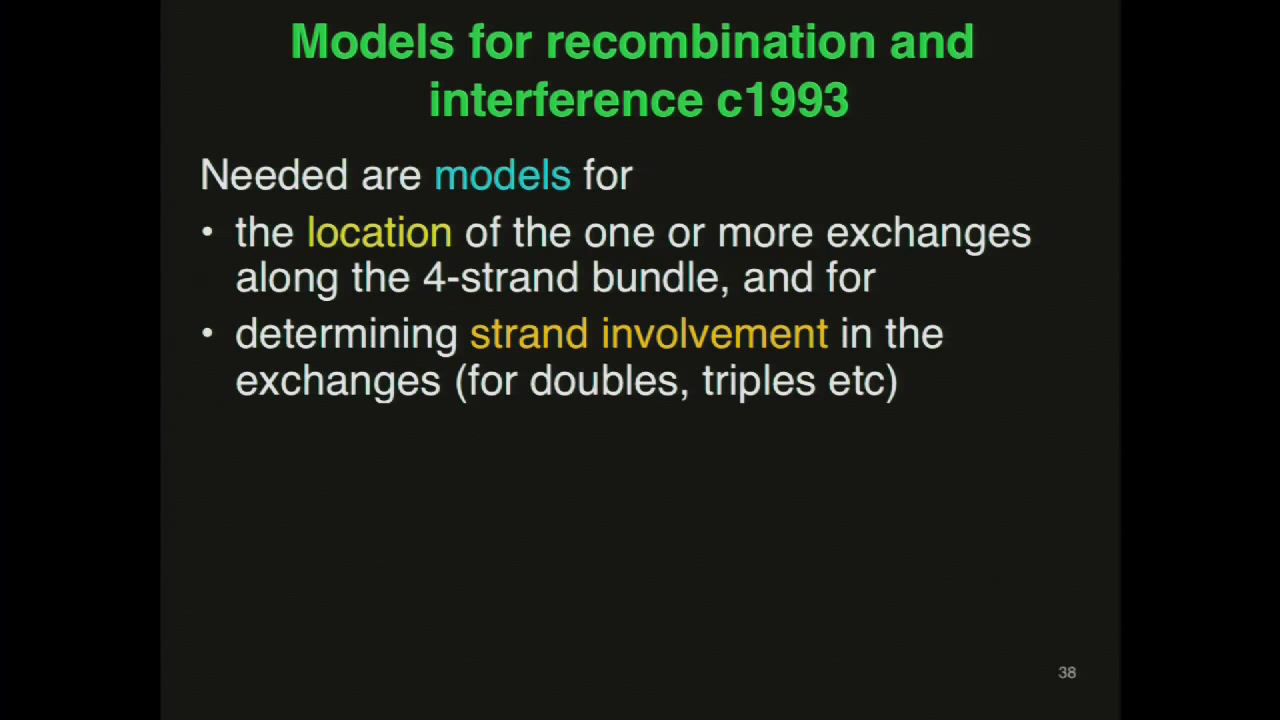 Models for recombination and
interference c1993
Needed are models for
• the location of the one or more exchanges
along the 4-strand bundle, and for
• determining strand involvement in the
exchanges (for doubles, triples etc)
38